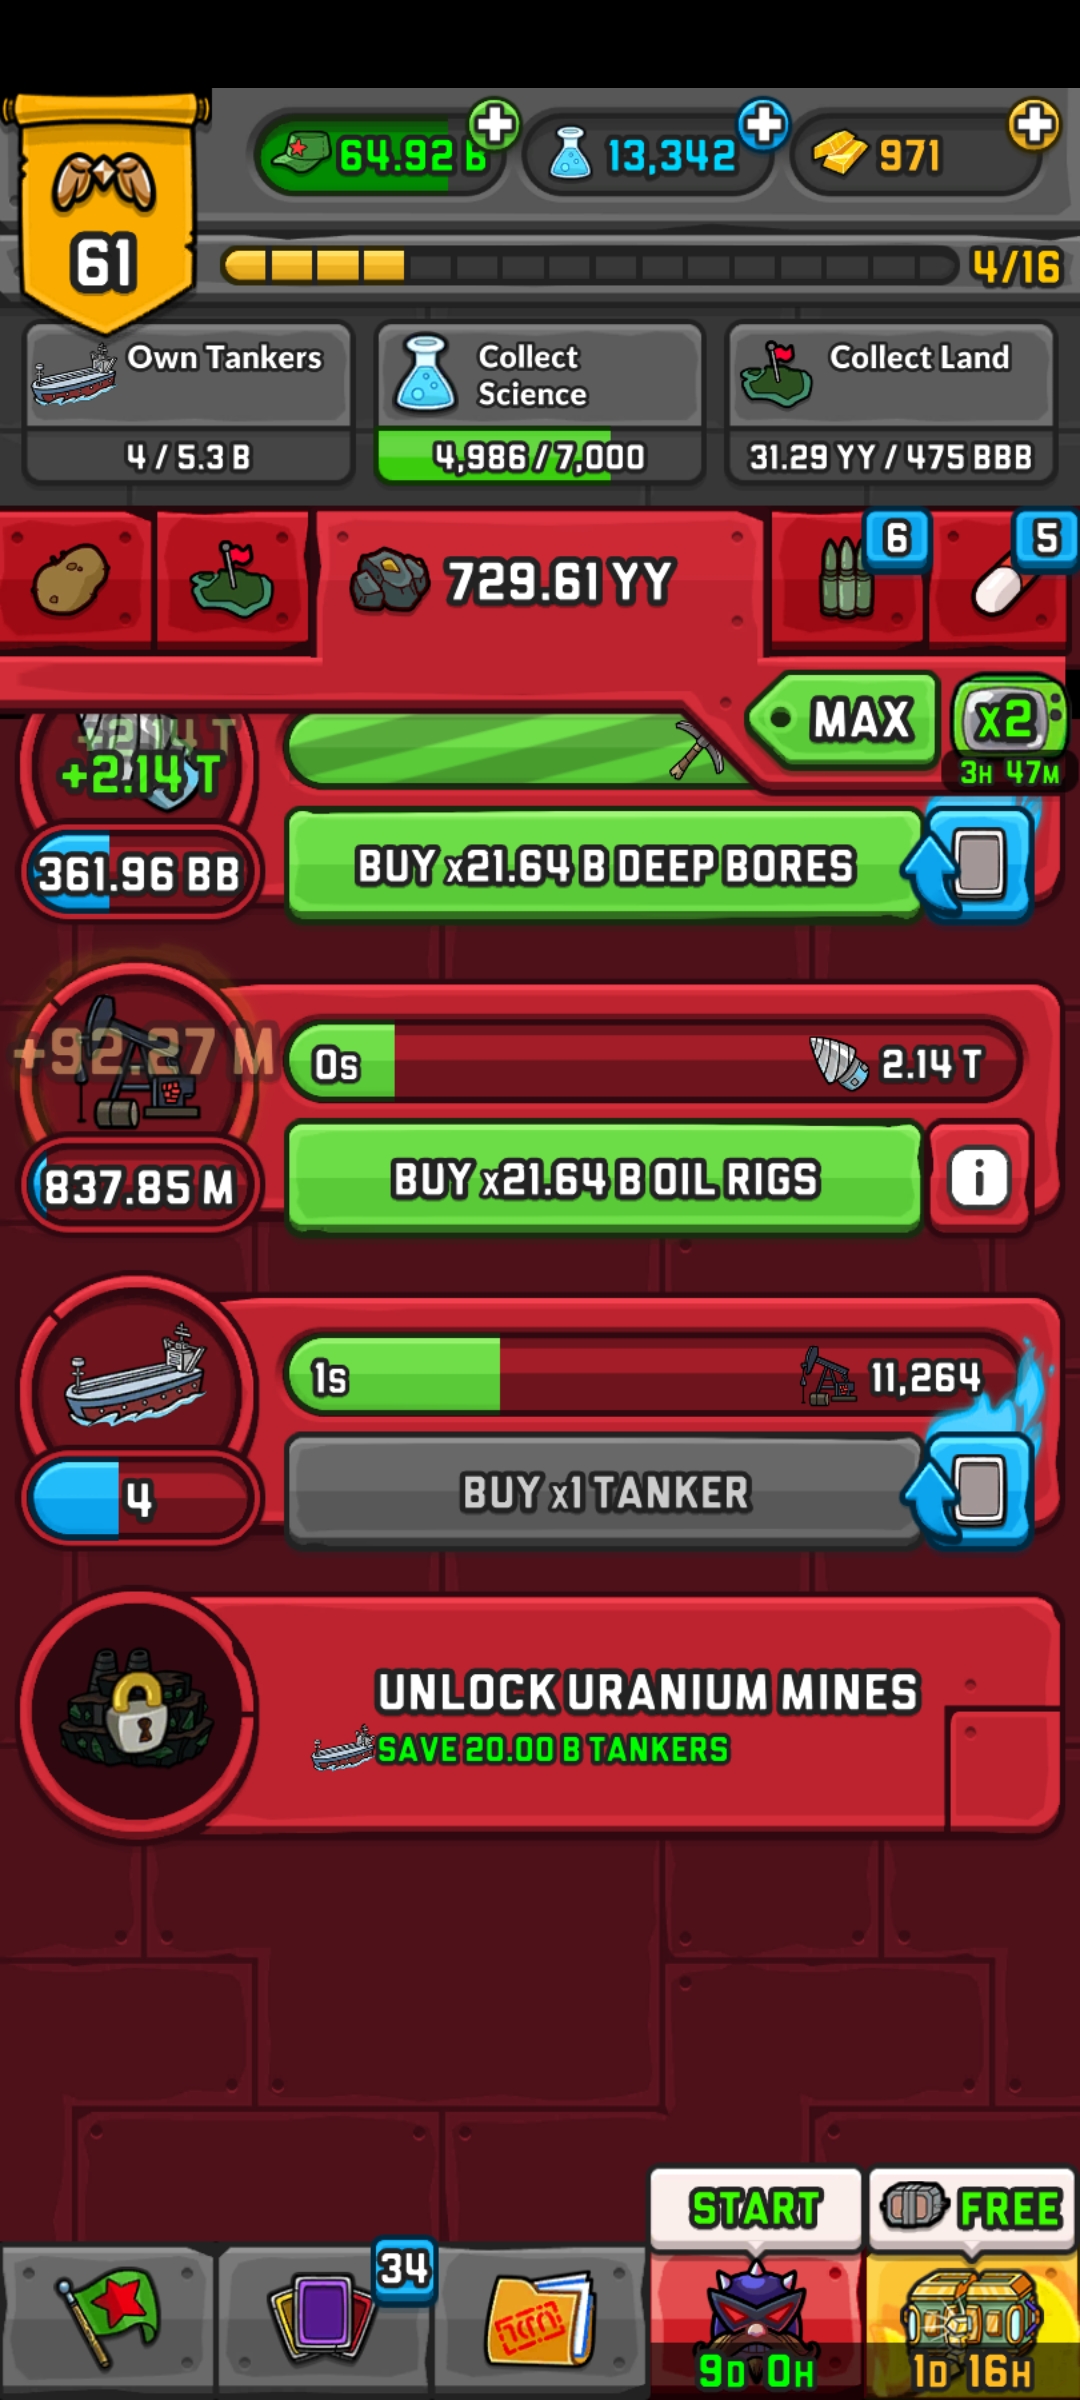 61
64.92 B
13,342
971
4/16
Own Tankers
4 / 5.3 B
Collect
Science
4,986 / 7,000
Collect Land
31.29 YY / 475 BBB
729.61 YY
6
5
MAX
x2
3H 47M
+2.14 T
+2.14 T
361.96 BB
BUY x21.64 B DEEP BORES
+92.27 M
0s
2.14 T
837.85 M
BUY x21.64 B OIL RIGS
i
1s
11,264
4
BUY x1 TANKER
UNLOCK URANIUM MINES
SAVE 20.00 B TANKERS
START
FREE
34
9D 0H
1D 16H